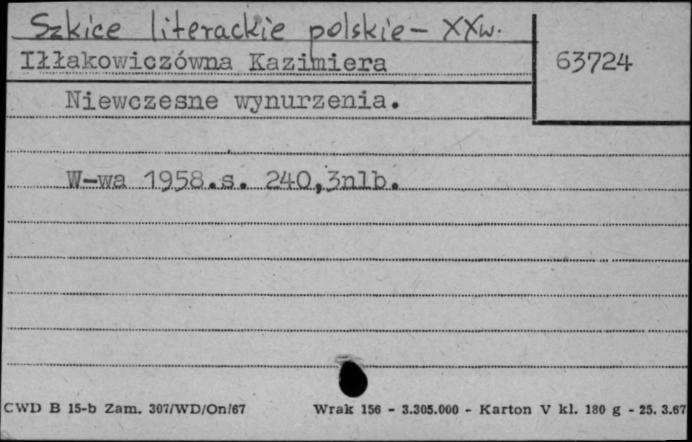 Szkice literackie polskie - XXw.
Iłłakowiczówna Kazimiera
63724
Niewczesne wynurzenia.
W-wa 1958.s. 240,3nlb.
CWD B 15-b Zam. 307/WD/On/67 Wrak 156 - 3.305.000 - Karton V kl. 180 g - 25. 3.67